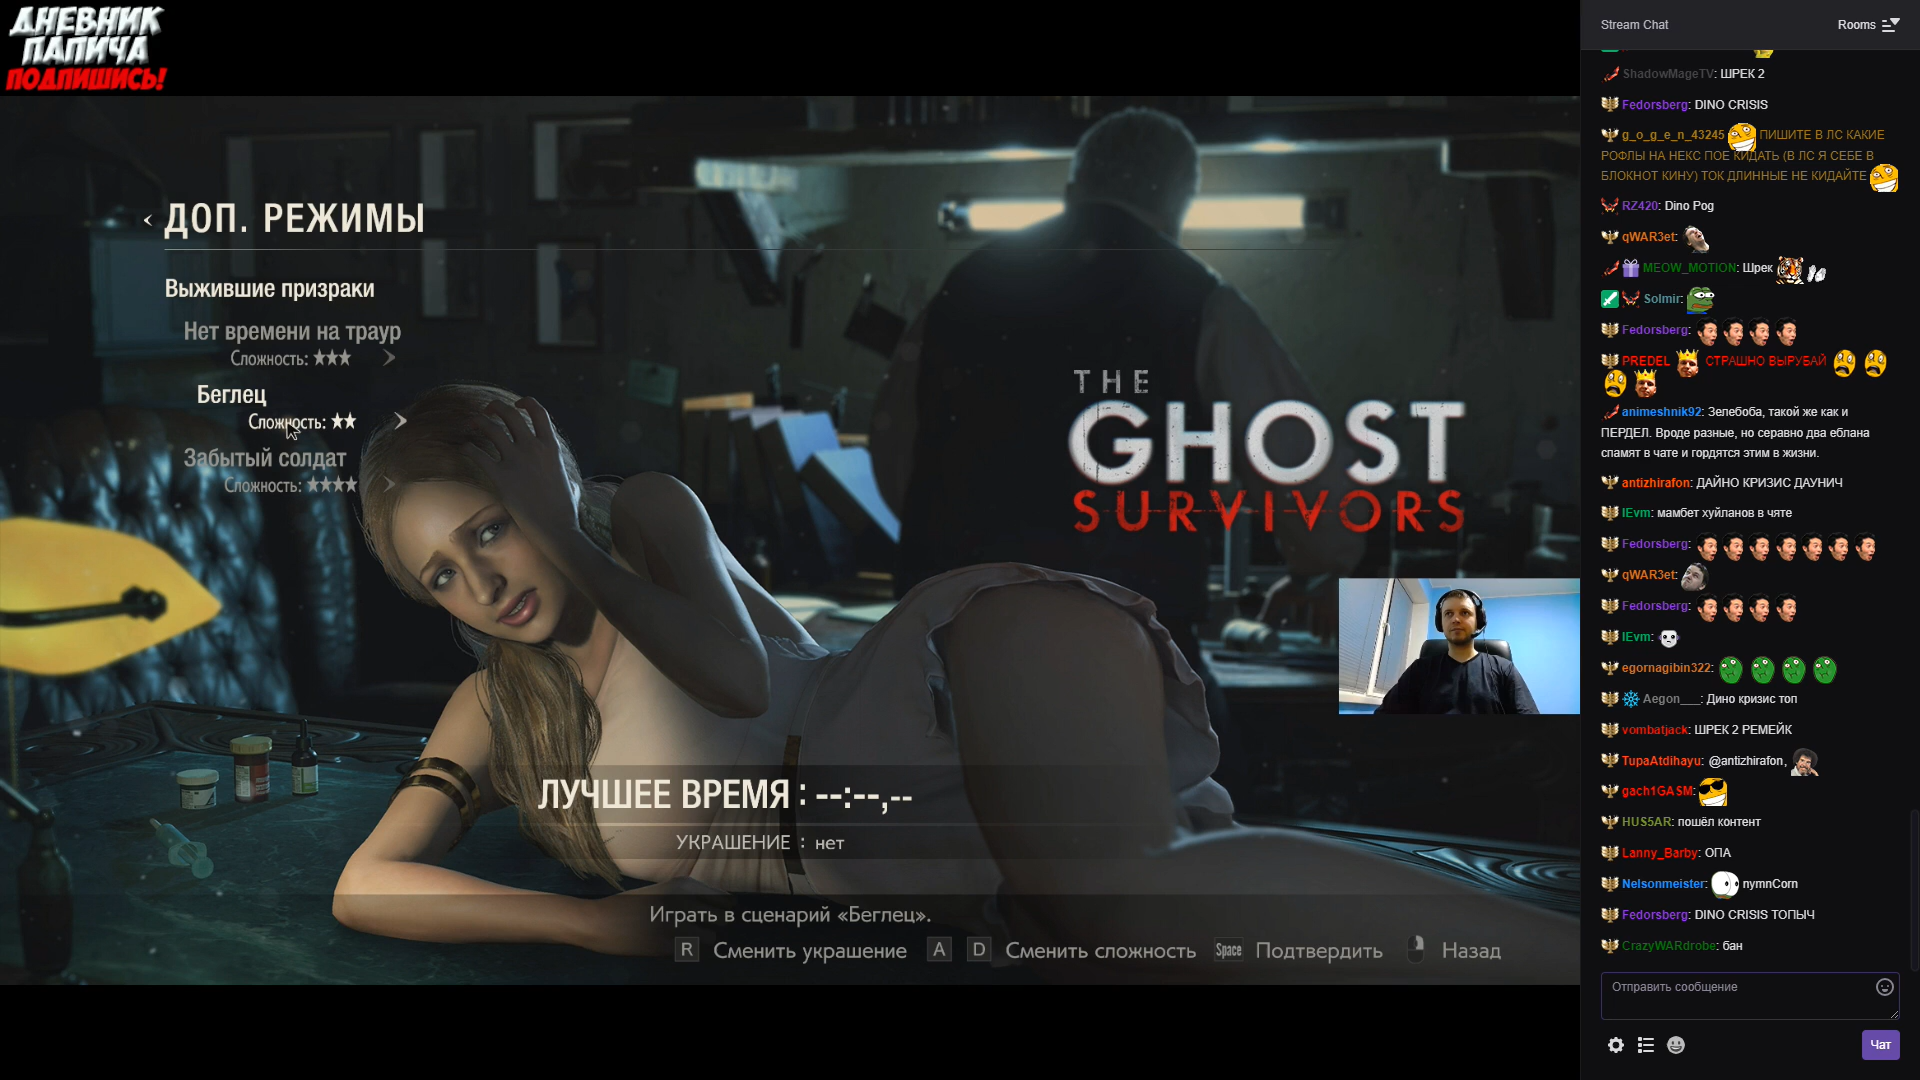 ДНЕВНИК
ПАПИЧА
ПОДПИШИСЬ!
ДОП. РЕЖИМЫ
Выжившие призраки
Нет времени на траур
Сложность: ★★★
Беглец
Сложность: ★★
Забытый солдат
Сложность: ★★★★
THE
GHOST
SURVIVORS
ЛУЧШЕЕ ВРЕМЯ : --:--,--
УКРАШЕНИЕ : нет
Играть в сценарий «Беглец».
R Сменить украшение A D Сменить сложность Space Подтвердить Назад
Stream Chat Rooms
ShadowMageTV: ШРЕК 2
Fedorsberg: DINO CRISIS
g_o_g_e_n_43245 ПИШИТЕ В ЛС КАКИЕ
РОФЛЫ НА НЕКС ПОЕ КИДАТЬ (В ЛС Я СЕБЕ В
БЛОКНОТ КИНУ) ТОК ДЛИННЫЕ НЕ КИДАЙТЕ
RZ420: Dino Pog
qWAR3et:
MEOW_MOTION: Шрек
Solmir:
Fedorsberg:
PREDEL СТРАШНО ВЫРУБАЙ
animeshnik92: Зелебоба, такой же как и
ПЕРДЕЛ. Вроде разные, но серавно два еблана
спамят в чате и гордятся этим в жизни.
antizhirafon: ДАЙНО КРИЗИС ДАУНИЧ
IEvm: мамбет хуйланов в чяте
Fedorsberg:
qWAR3et:
Fedorsberg:
IEvm:
egornagibin322:
Aegon___: Дино кризис топ
vombatjack: ШРЕК 2 РЕМЕЙК
TupaAtdihayu: @antizhirafon,
gach1GASM:
HUS5AR: пошёл контент
Lanny_Barby: ОПА
Nelsonmeister: nymnCorn
Fedorsberg: DINO CRISIS ТОПЫЧ
CrazyWARdrobe: бан
Отправить сообщение
Чат